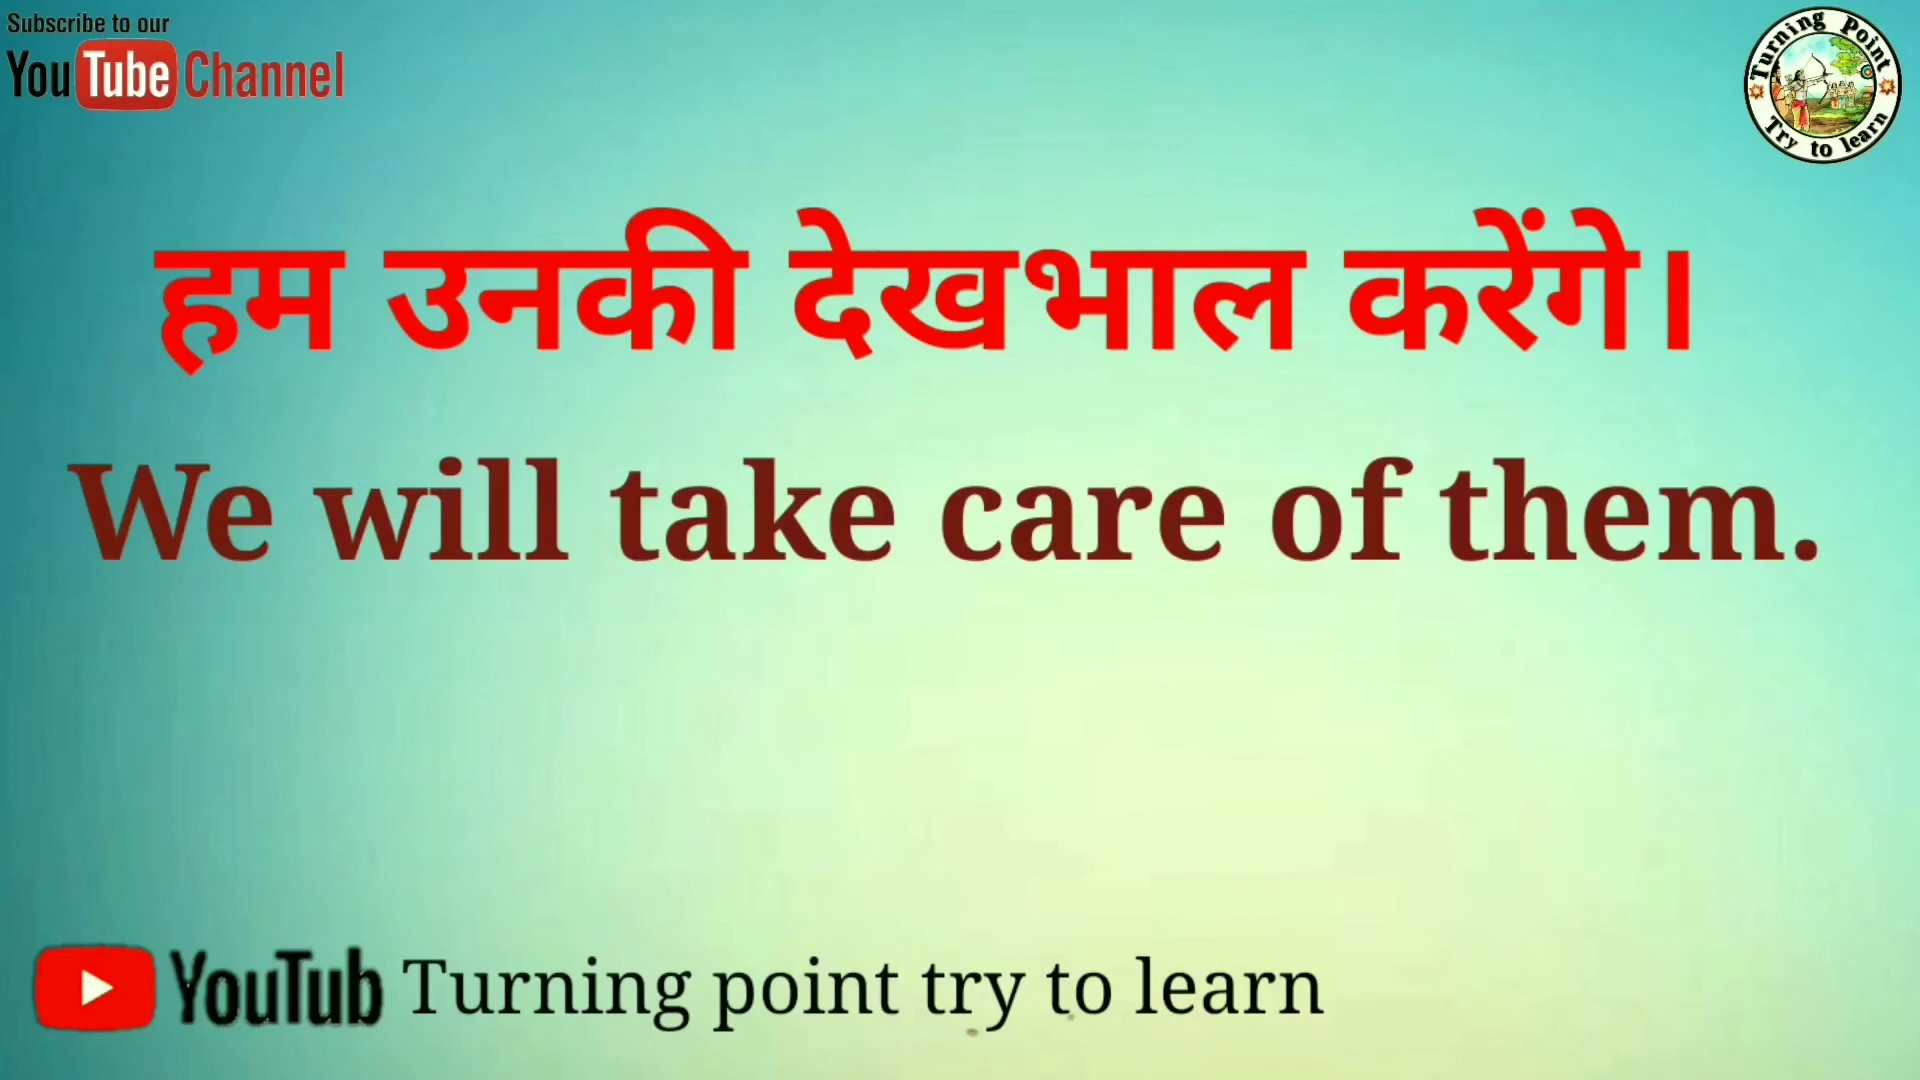 Subscribe to our
YouTube Channel
Turning Point
Try to learn
हम उनकी देखभाल करेंगे।
We will take care of them.
YouTub Turning point try to learn